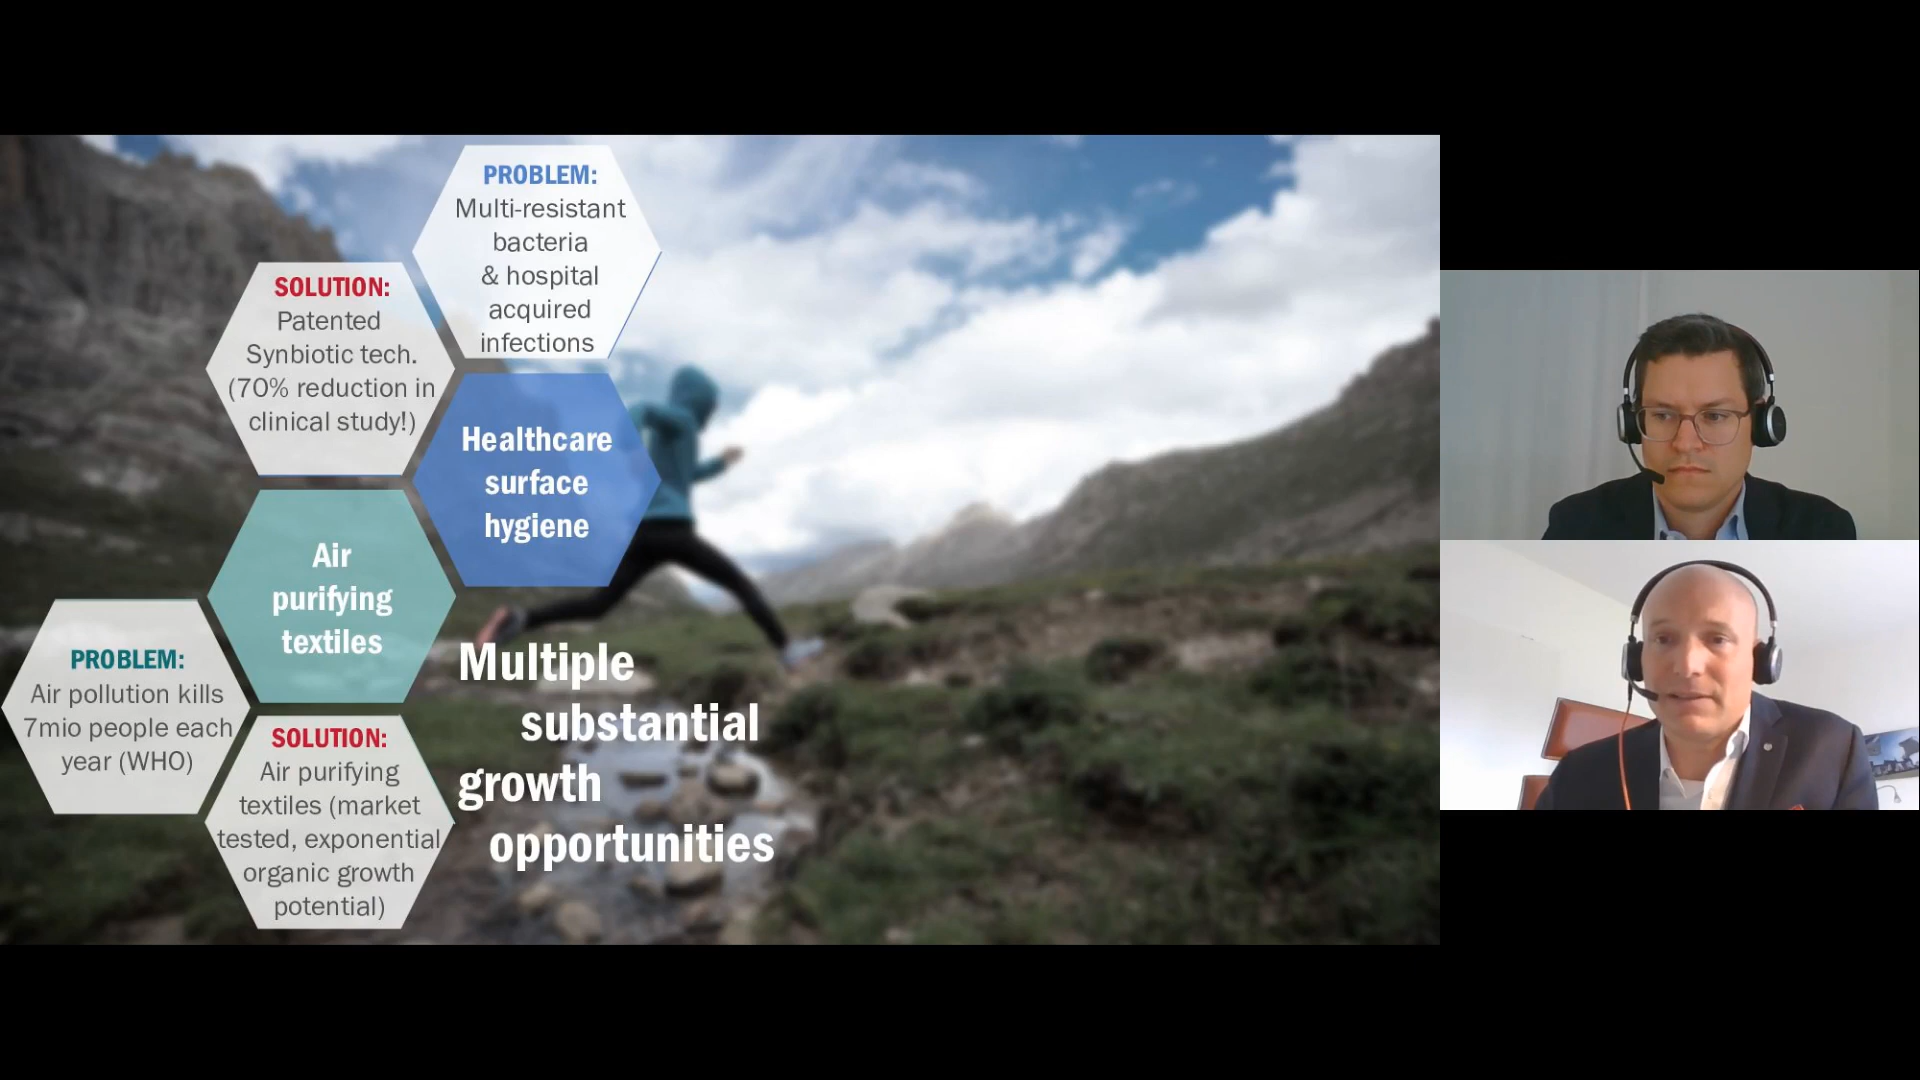 PROBLEM:
Multi-resistant
bacteria
& hospital
acquired
infections
SOLUTION:
Patented
Synbiotic tech.
(70% reduction in
clinical study!)
Healthcare
surface
hygiene
Air
purifying
textiles
PROBLEM:
Air pollution kills
7mio people each
year (WHO)
SOLUTION:
Air purifying
textiles (market
tested, exponential
organic growth
potential)
Multiple
substantial
growth
opportunities